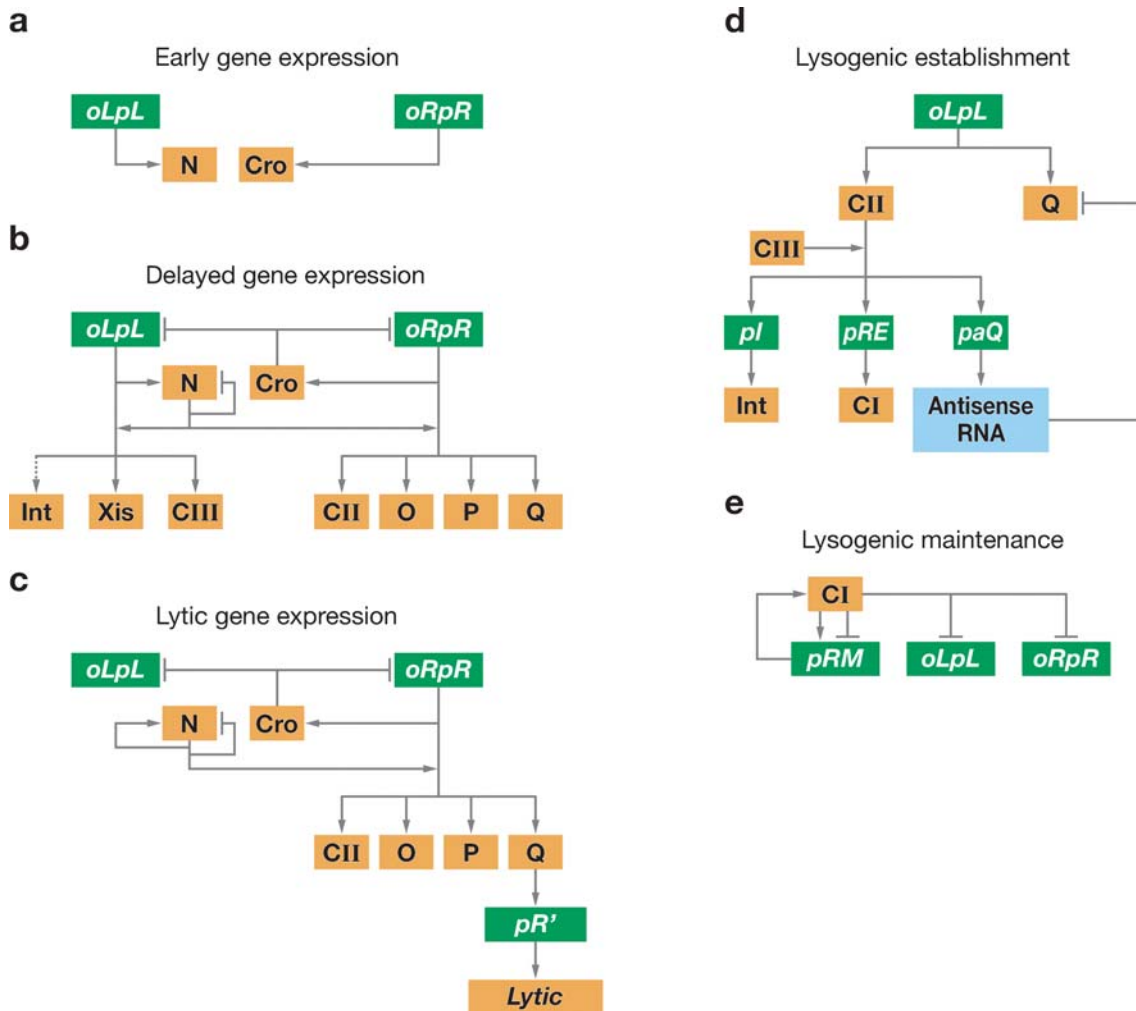 a
Early gene expression
oLpL
oRpR
N
Cro
b
Delayed gene expression
oLpL
oRpR
N
Cro
Int
Xis
CIII
CII
O
P
Q
c
Lytic gene expression
oLpL
oRpR
N
Cro
CII
O
P
Q
pR’
Lytic
d
Lysogenic establishment
oLpL
CII
Q
CIII
pI
pRE
paQ
Int
CI
Antisense
RNA
e
Lysogenic maintenance
CI
pRM
oLpL
oRpR